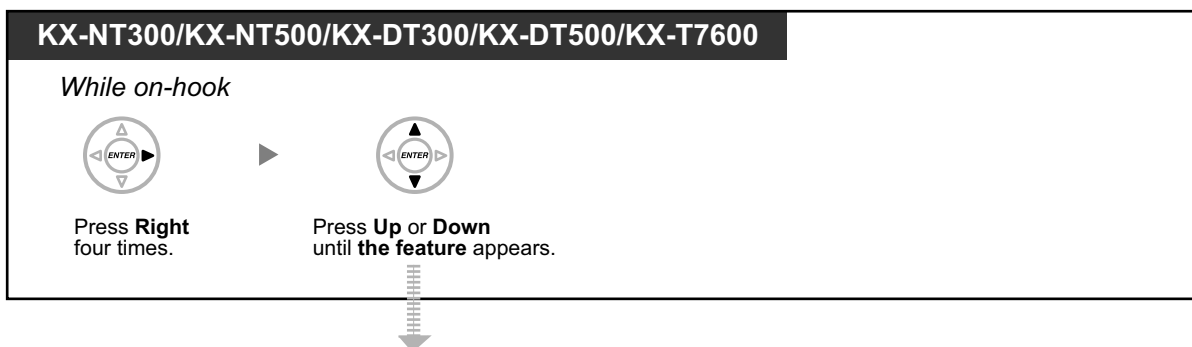 KX-NT300/KX-NT500/KX-DT300/KX-DT500/KX-T7600
While on-hook
ENTER
ENTER
Press Right
four times.
Press Up or Down
until the feature appears.